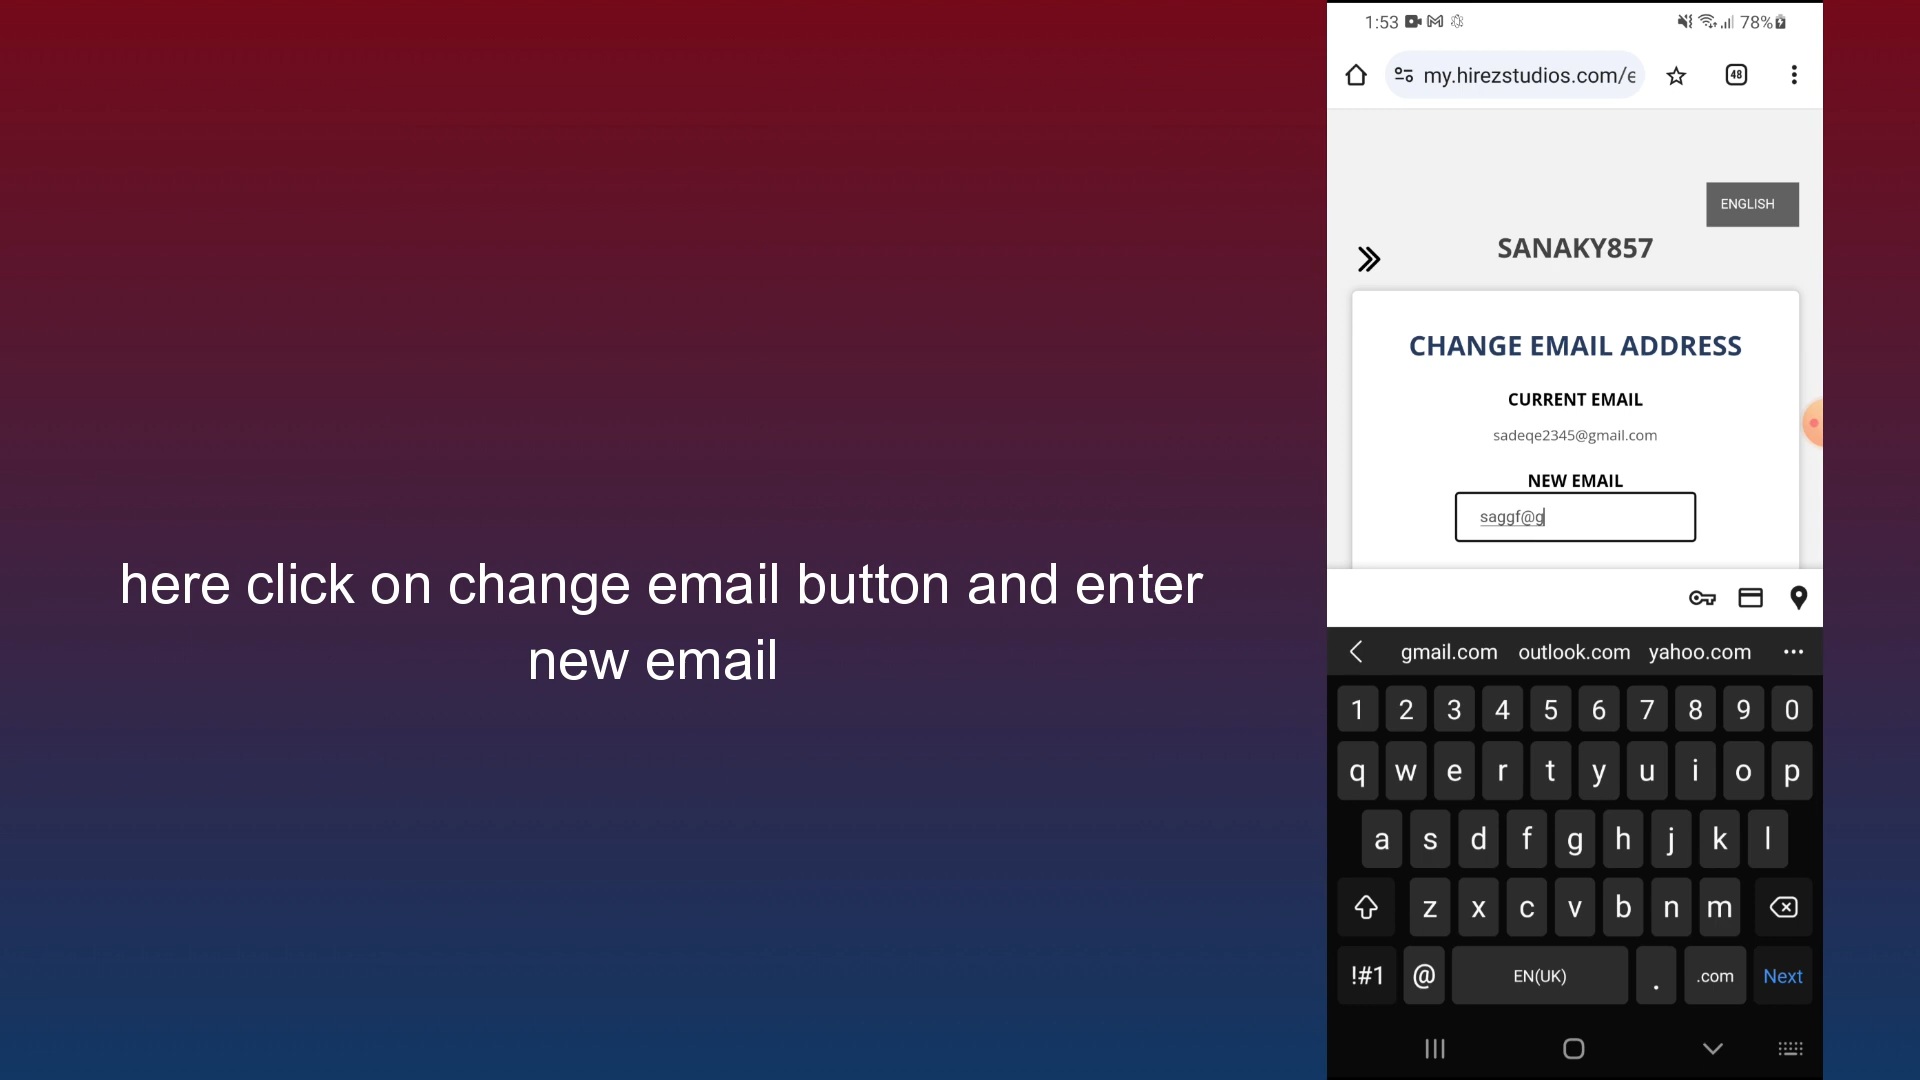 here click on change email button and enter
new email
1:53
78%
my.hirezstudios.com/e
48
ENGLISH
SANAKY857
CHANGE EMAIL ADDRESS
CURRENT EMAIL
sadeqe2345@gmail.com
NEW EMAIL
saggf@g
gmail.com outlook.com yahoo.com
1 2 3 4 5 6 7 8 9 0
q w e r t y u i o p
a s d f g h j k l
z x c v b n m
!#1 @ EN(UK) . .com Next